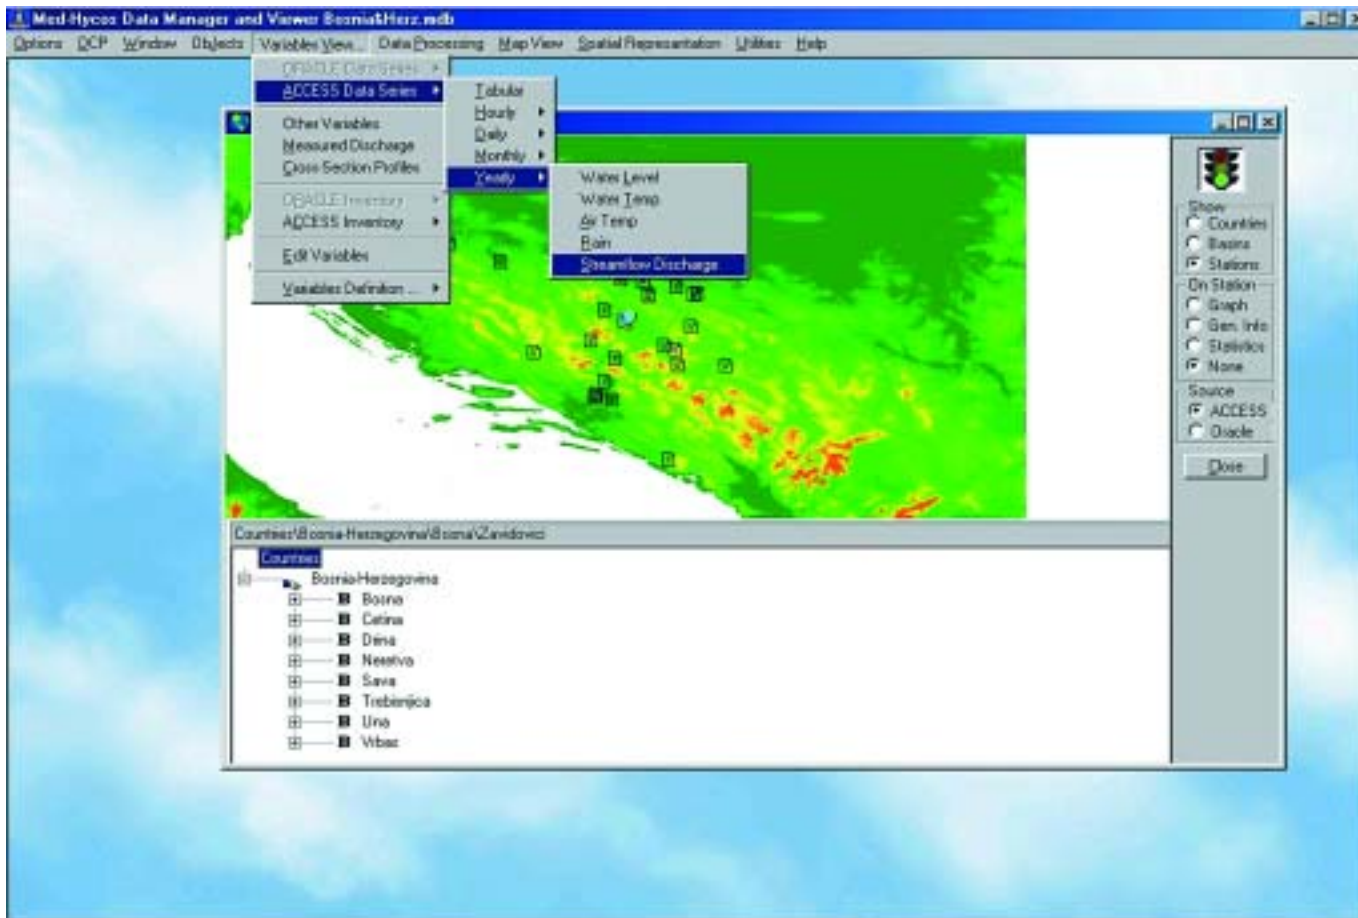 Med-Hycos Data Manager and Viewer Bosnia&Herz.mdb
Options DCP Window Objects Variables View... Data Processing Map View Spatial Representation Utilities Help
ORACLE Data Series
ACCESS Data Series
Other Variables
Measured Discharge
Cross Section Profiles
ORACLE Inventory
ACCESS Inventory
Edit Variables
Variables Definition ...
Tabular
Hourly
Daily
Monthly
Yearly
Water Level
Water Temp
Air Temp
Rain
Streamflow Discharge
Show
Countries
Basins
Stations
On Station
Graph
Gen. Info
Statistics
None
Source
ACCESS
Oracle
Close
Countries\Bosnia-Herzegovina\Bosna\Zavidovici
Countries
Bosnia-Herzegovina
B Bosna
B Cetina
B Drina
B Neretva
B Sava
B Trebisnjica
B Una
B Vrbas